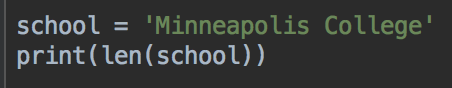 school = 'Minneapolis College'
print(len(school))